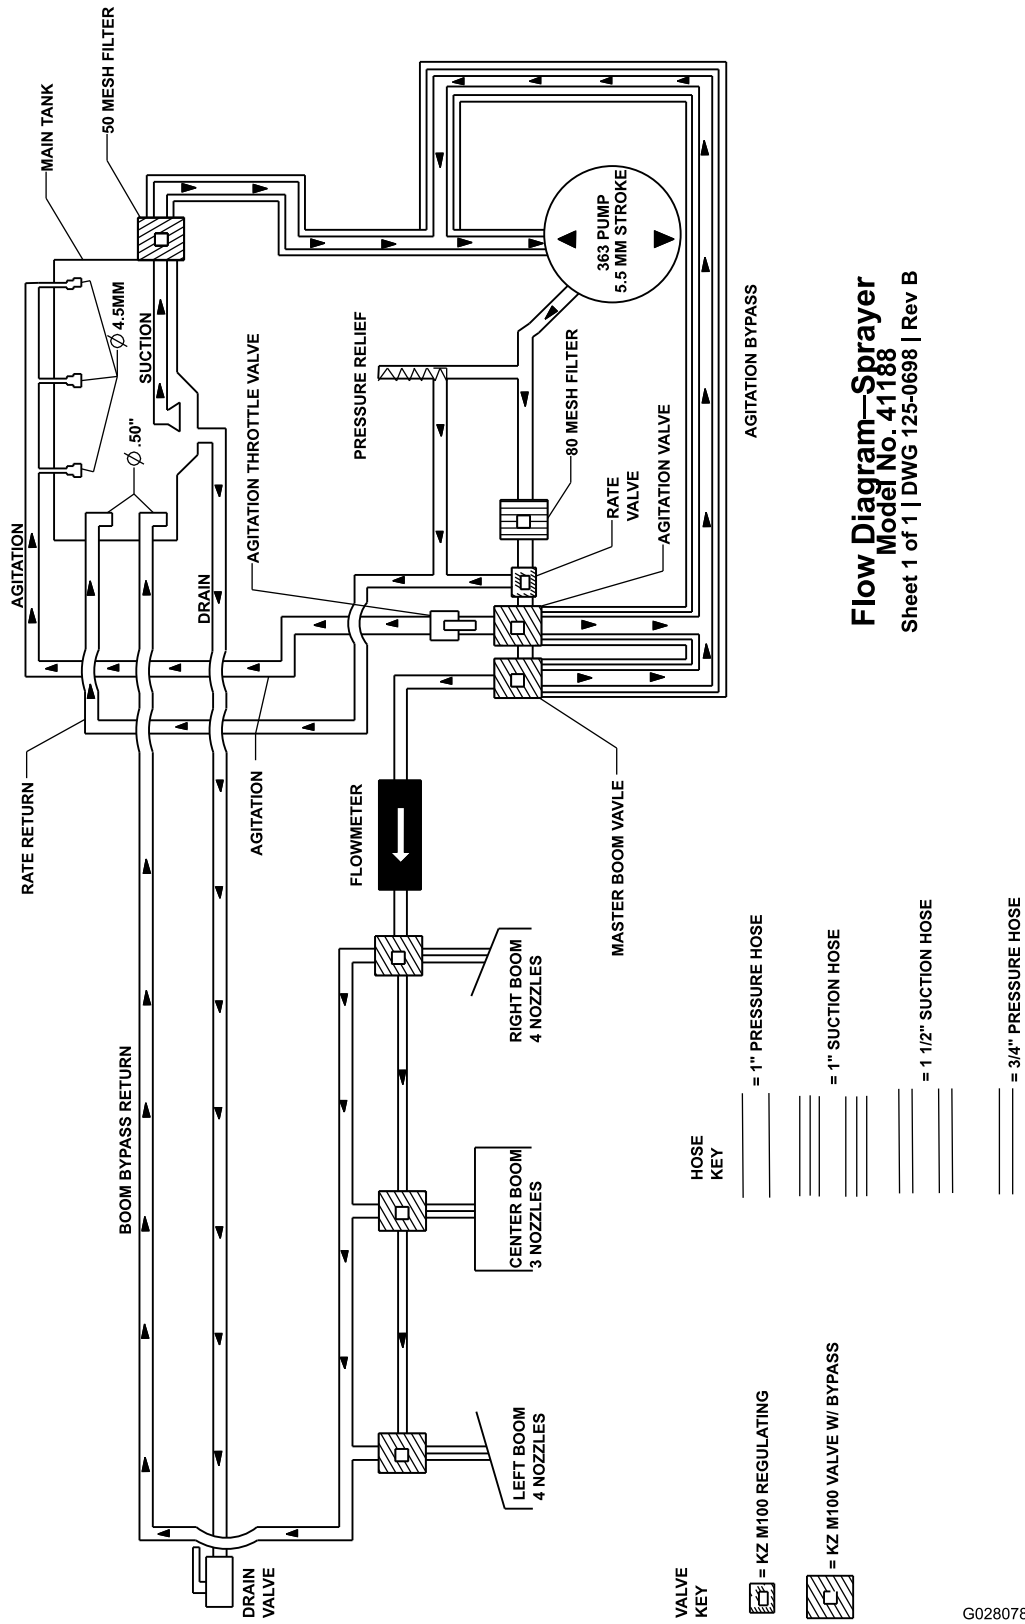 50 MESH FILTER
MAIN TANK
AGITATION
Ø 4.5MM
SUCTION
Ø .50"
DRAIN
AGITATION THROTTLE VALVE
PRESSURE RELIEF
363 PUMP
5.5 MM STROKE
80 MESH FILTER
RATE
VALVE
AGITATION VALVE
AGITATION BYPASS
RATE RETURN
AGITATION
FLOWMETER
MASTER BOOM VAVLE
BOOM BYPASS RETURN
RIGHT BOOM
4 NOZZLES
CENTER BOOM
3 NOZZLES
LEFT BOOM
4 NOZZLES
DRAIN
VALVE
VALVE
KEY
= KZ M100 REGULATING
= KZ M100 VALVE W/ BYPASS
HOSE
KEY
= 1" PRESSURE HOSE
= 1" SUCTION HOSE
= 1 1/2" SUCTION HOSE
= 3/4" PRESSURE HOSE
Flow Diagram—Sprayer
Model No. 41188
Sheet 1 of 1 | DWG 125-0698 | Rev B
G028078